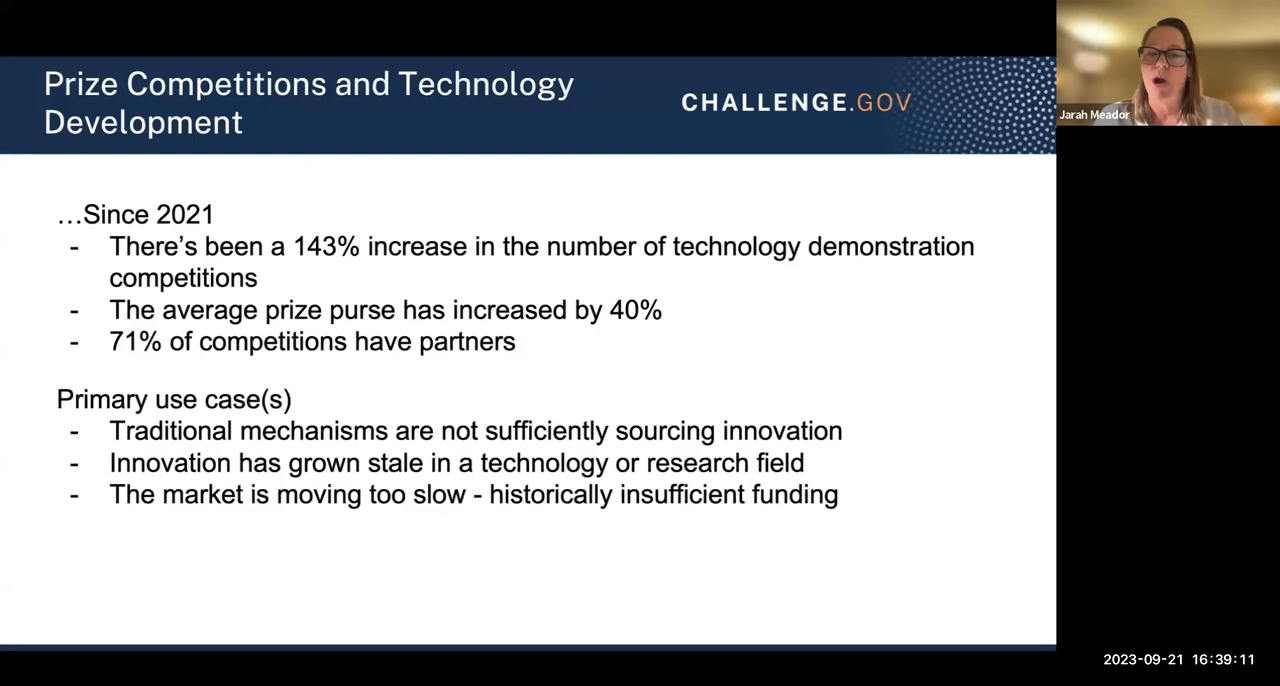 Prize Competitions and Technology
Development
CHALLENGE.GOV
Jarah Meador
…Since 2021
- There’s been a 143% increase in the number of technology demonstration
competitions
- The average prize purse has increased by 40%
- 71% of competitions have partners
Primary use case(s)
- Traditional mechanisms are not sufficiently sourcing innovation
- Innovation has grown stale in a technology or research field
- The market is moving too slow - historically insufficient funding
2023-09-21 16:39:11